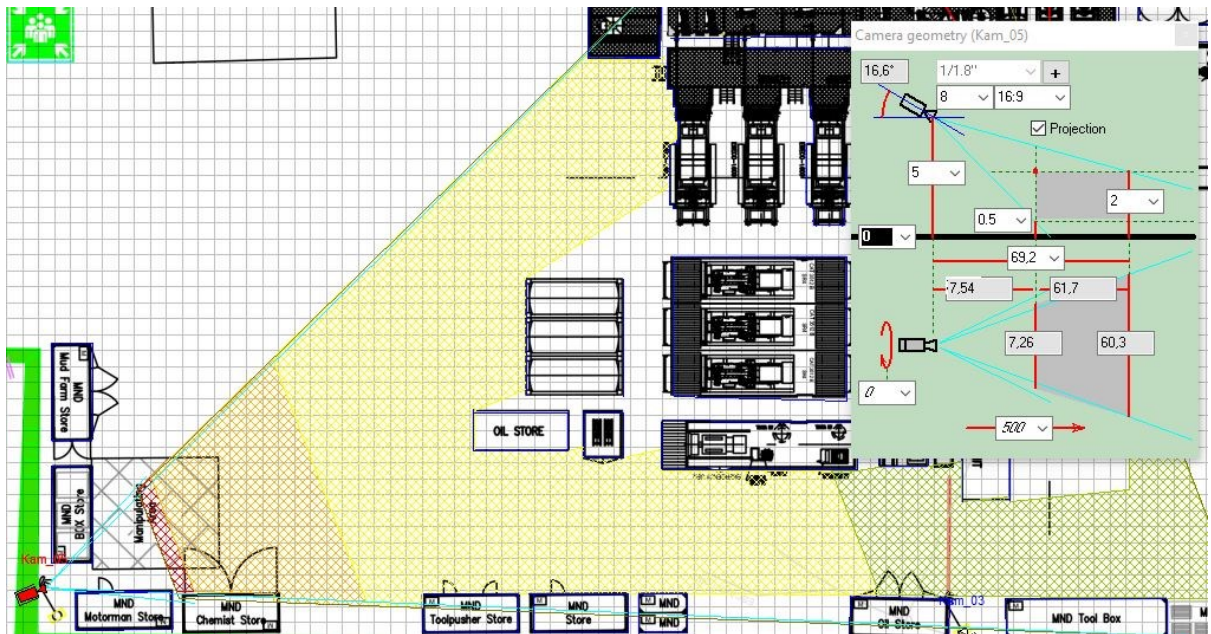 Camera geometry (Kam_05)
16,6°
1/1.8"
+
8
16:9
Projection
5
2
0.5
0
69,2
7,54
61,7
7,26
60,3
0
500
MND
Mud Farm Store
MND
BOX Store
Manipulating
Area
OIL STORE
MND
Motorman Store
MND
Chemist Store
MND
Toolpusher Store
MND
Store
MND
MND
MND
Oil Store
Kam_03
MND Tool Box